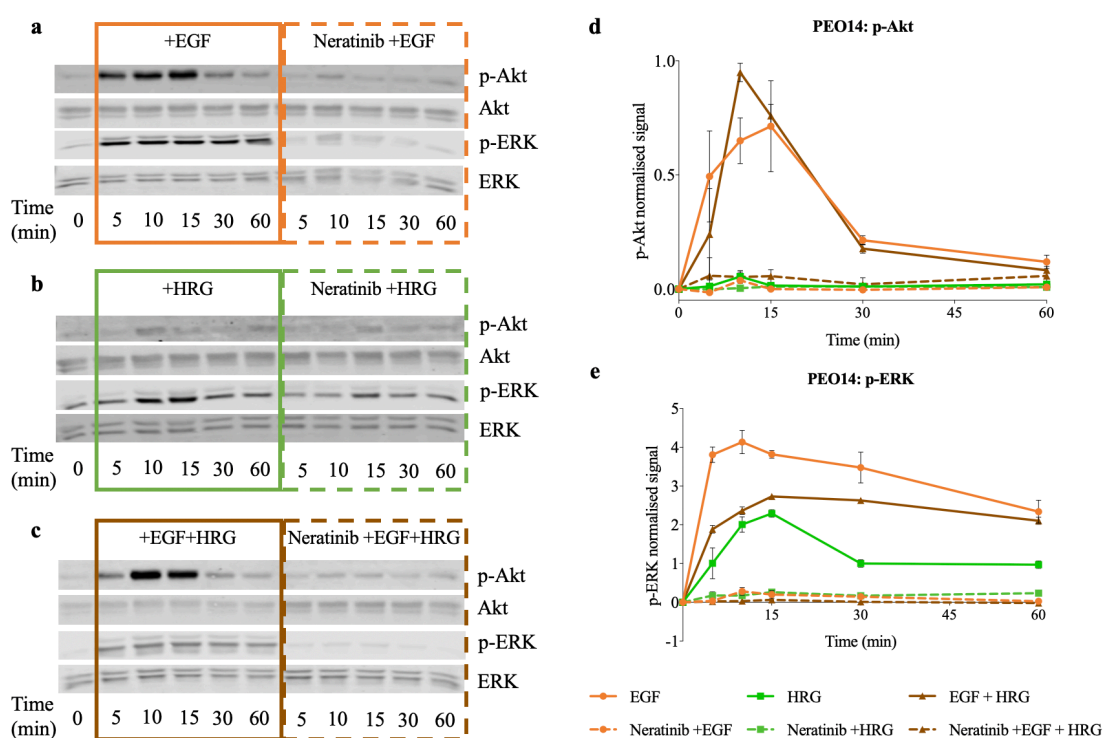 a
+EGF Neratinib +EGF
p-Akt
Akt
p-ERK
ERK
Time (min) 0 5 10 15 30 60 5 10 15 30 60
b
+HRG Neratinib +HRG
p-Akt
Akt
p-ERK
ERK
Time (min) 0 5 10 15 30 60 5 10 15 30 60
c
+EGF+HRG Neratinib +EGF+HRG
p-Akt
Akt
p-ERK
ERK
Time (min) 0 5 10 15 30 60 5 10 15 30 60
d
PEO14: p-Akt
p-Akt normalised signal
1.0
0.5
0.0
0 15 30 45 60
Time (min)
e
PEO14: p-ERK
p-ERK normalised signal
5
4
3
2
1
0
-1
15 30 45 60
Time (min)
EGF HRG EGF + HRG
Neratinib +EGF Neratinib +HRG Neratinib +EGF + HRG